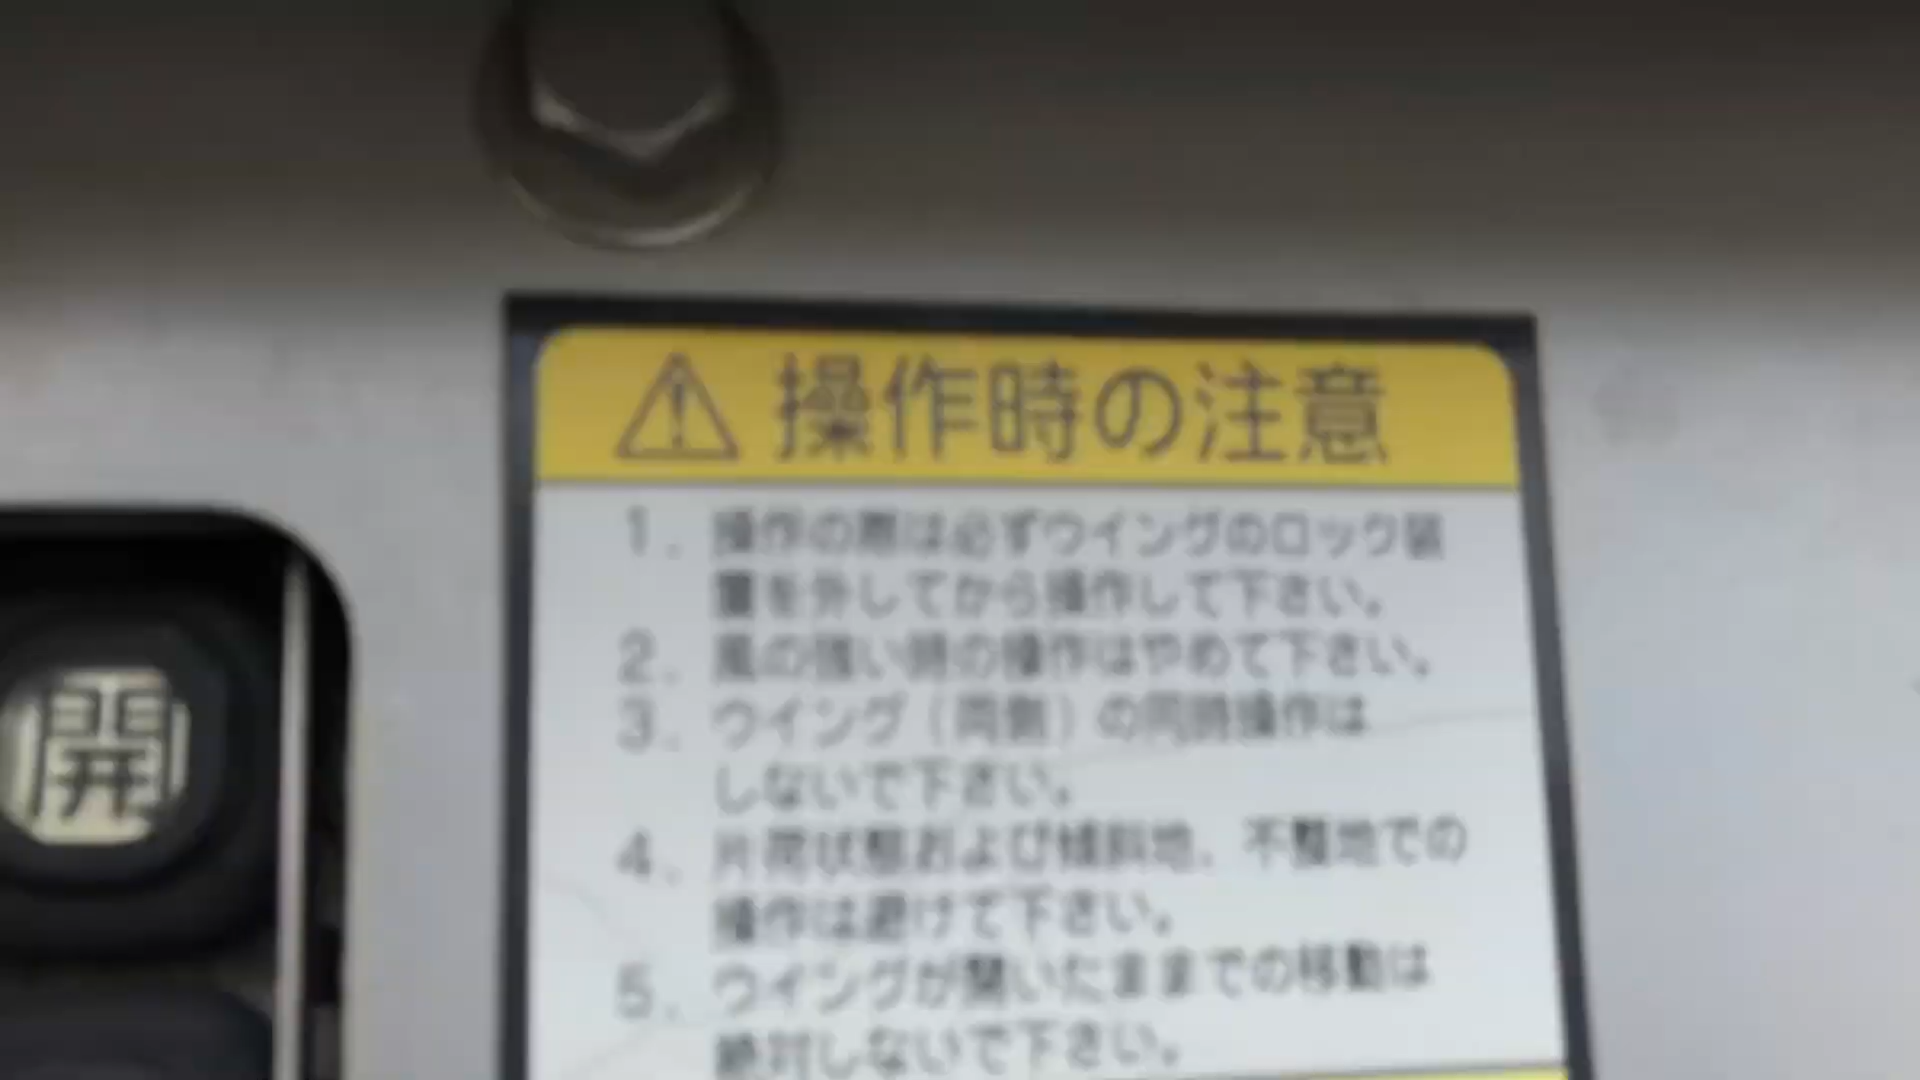 ⚠操作時の注意
1. 操作の際は必ずウイングのロック装
置を外してから操作して下さい。
2. 風の強い時の操作はやめて下さい。
3. ウイング(両側)の同時操作は
しないで下さい。
4. 片荷状態および傾斜地、不整地での
操作は避けて下さい。
5. ウイングが開いたままでの移動は
絶対しないで下さい。
開